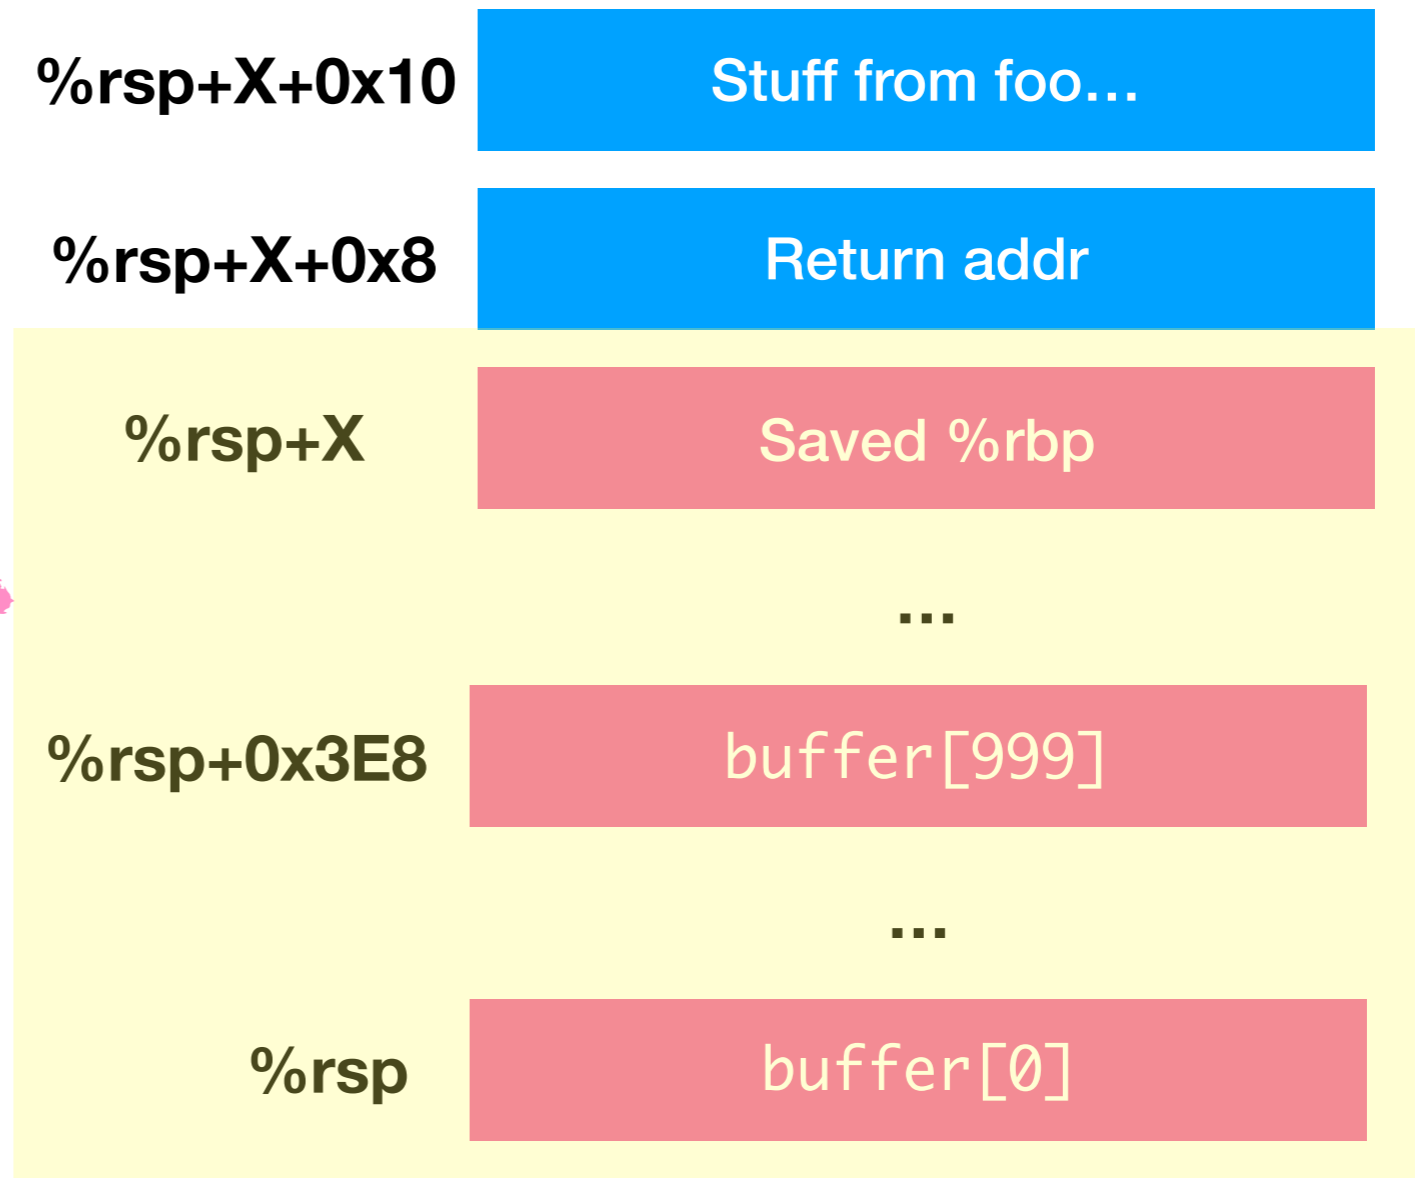 %rsp+X+0x10 Stuff from foo...
%rsp+X+0x8 Return addr
%rsp+X Saved %rbp
...
%rsp+0x3E8 buffer[999]
...
%rsp buffer[0]